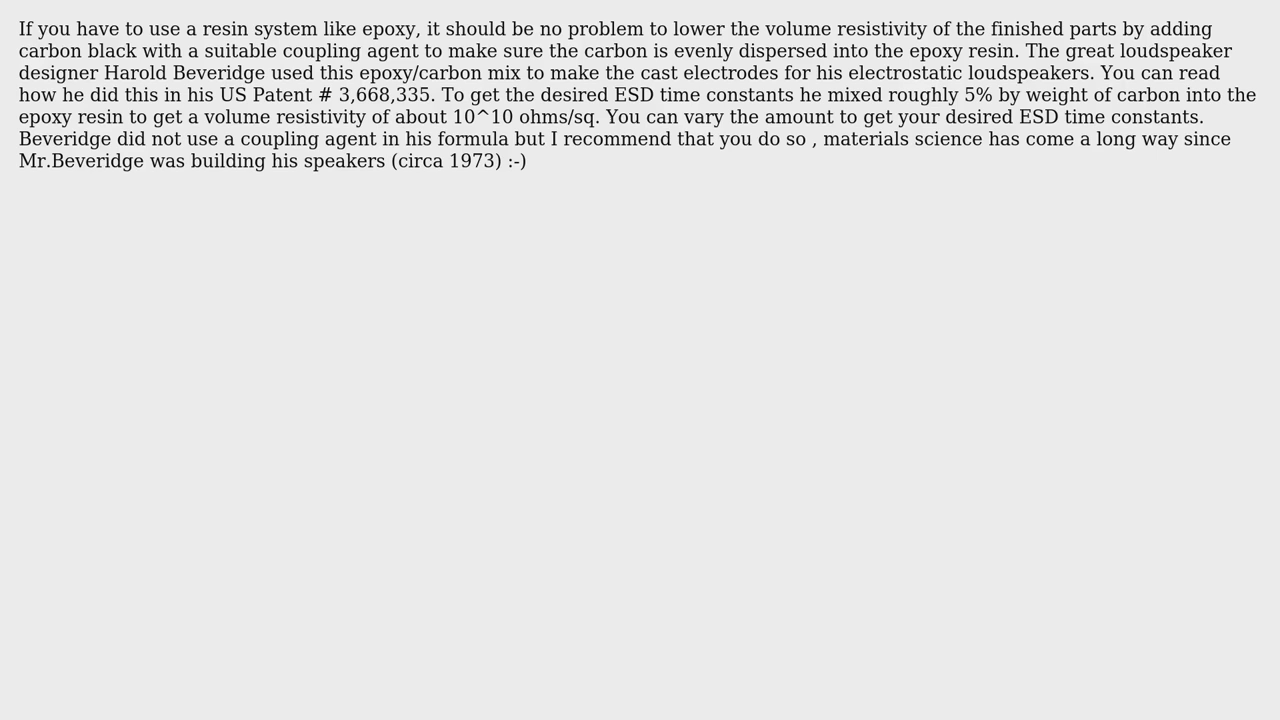 If you have to use a resin system like epoxy, it should be no problem to lower the volume resistivity of the finished parts by adding
carbon black with a suitable coupling agent to make sure the carbon is evenly dispersed into the epoxy resin. The great loudspeaker
designer Harold Beveridge used this epoxy/carbon mix to make the cast electrodes for his electrostatic loudspeakers. You can read
how he did this in his US Patent # 3,668,335. To get the desired ESD time constants he mixed roughly 5% by weight of carbon into the
epoxy resin to get a volume resistivity of about 10^10 ohms/sq. You can vary the amount to get your desired ESD time constants.
Beveridge did not use a coupling agent in his formula but I recommend that you do so , materials science has come a long way since
Mr.Beveridge was building his speakers (circa 1973) :-)